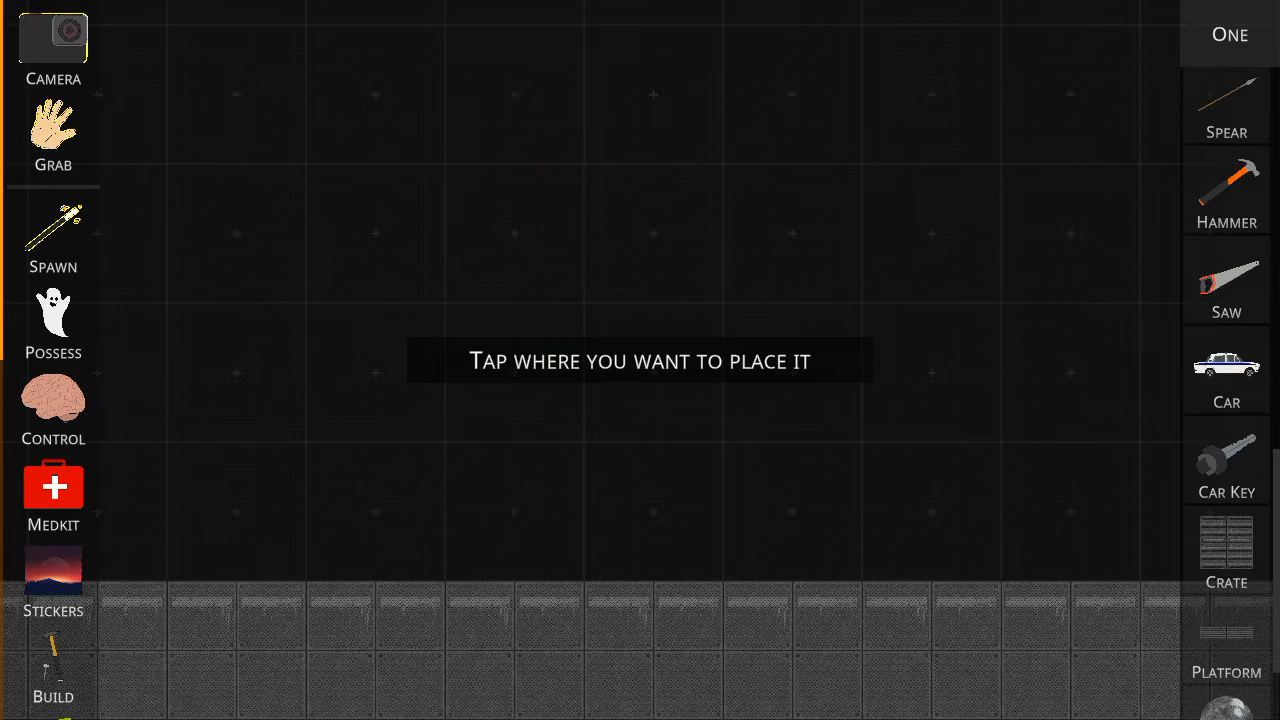 Camera
Grab
Spawn
Possess
Control
Medkit
Stickers
Build
Tap where you want to place it
One
Spear
Hammer
Saw
Car
Car Key
Crate
Platform